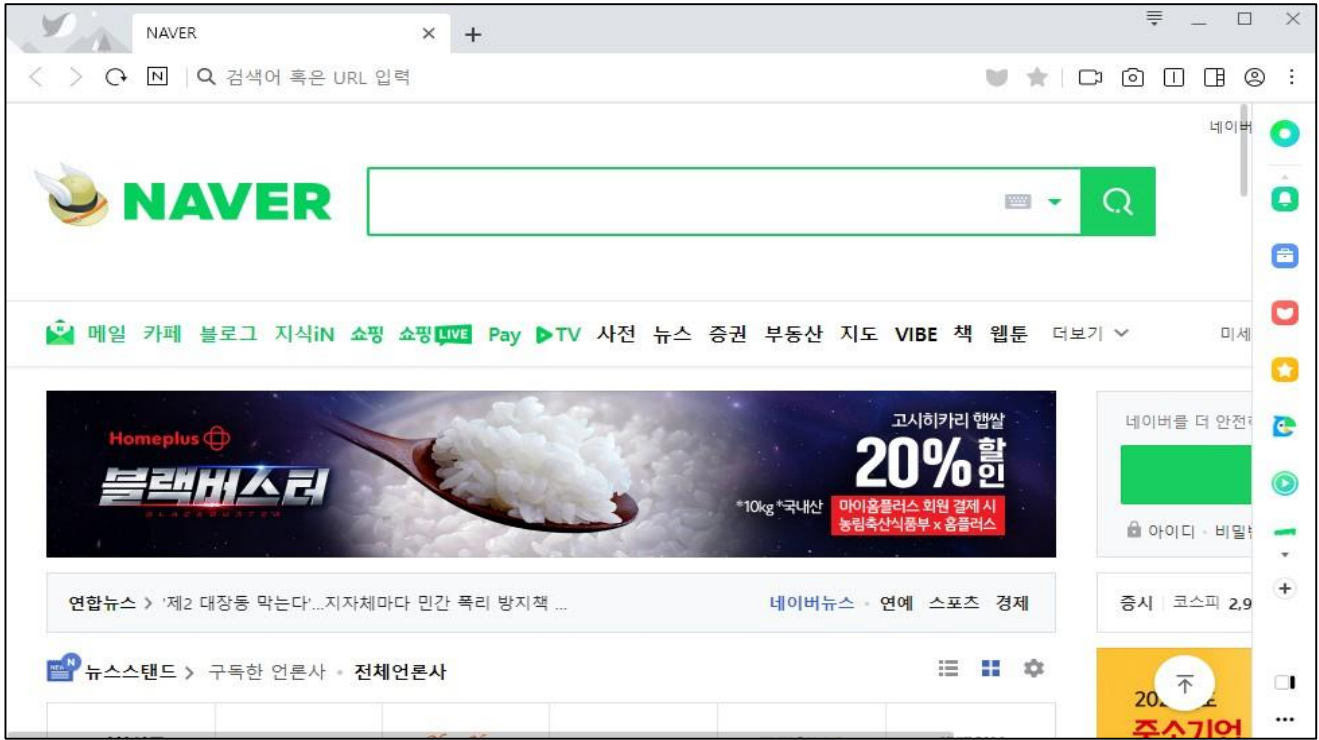 NAVER
검색어 혹은 URL 입력
네이버
NAVER
메일 카페 블로그 지식iN 쇼핑 쇼핑LIVE Pay TV 사전 뉴스 증권 부동산 지도 VIBE 책 웹툰 더보기 미세
Homeplus
블랙버스터
BLACKBUSTER
고시히카리 햅쌀
20% 할인
*10kg *국내산
마이홈플러스 회원 결제 시
농림축산식품부 x 홈플러스
네이버를 더 안전
아이디 · 비밀
연합뉴스 > '제2 대장동 막는다'...지자체마다 민간 폭리 방지책 ...
네이버뉴스 · 연예 스포츠 경제
증시 코스피 2,9
NEW N
뉴스스탠드 > 구독한 언론사 · 전체언론사
중소기업